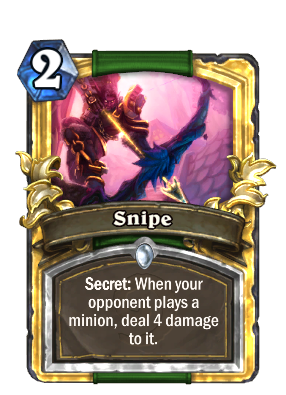 2
Snipe
Secret: When your
opponent plays a
minion, deal 4 damage
to it.